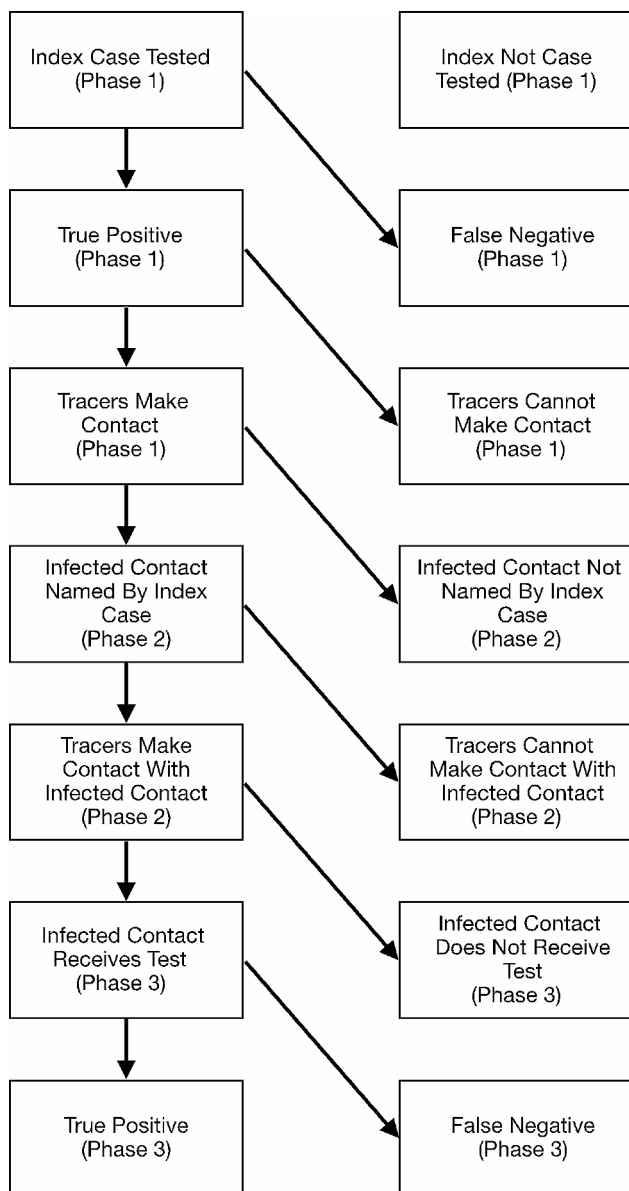 Index Case Tested
(Phase 1)
Index Not Case
Tested (Phase 1)
True Positive
(Phase 1)
False Negative
(Phase 1)
Tracers Make
Contact
(Phase 1)
Tracers Cannot
Make Contact
(Phase 1)
Infected Contact
Named By Index
Case
(Phase 2)
Infected Contact Not
Named By Index
Case
(Phase 2)
Tracers Make
Contact With
Infected Contact
(Phase 2)
Tracers Cannot
Make Contact With
Infected Contact
(Phase 2)
Infected Contact
Receives Test
(Phase 3)
Infected Contact
Does Not Receive
Test
(Phase 3)
True Positive
(Phase 3)
False Negative
(Phase 3)